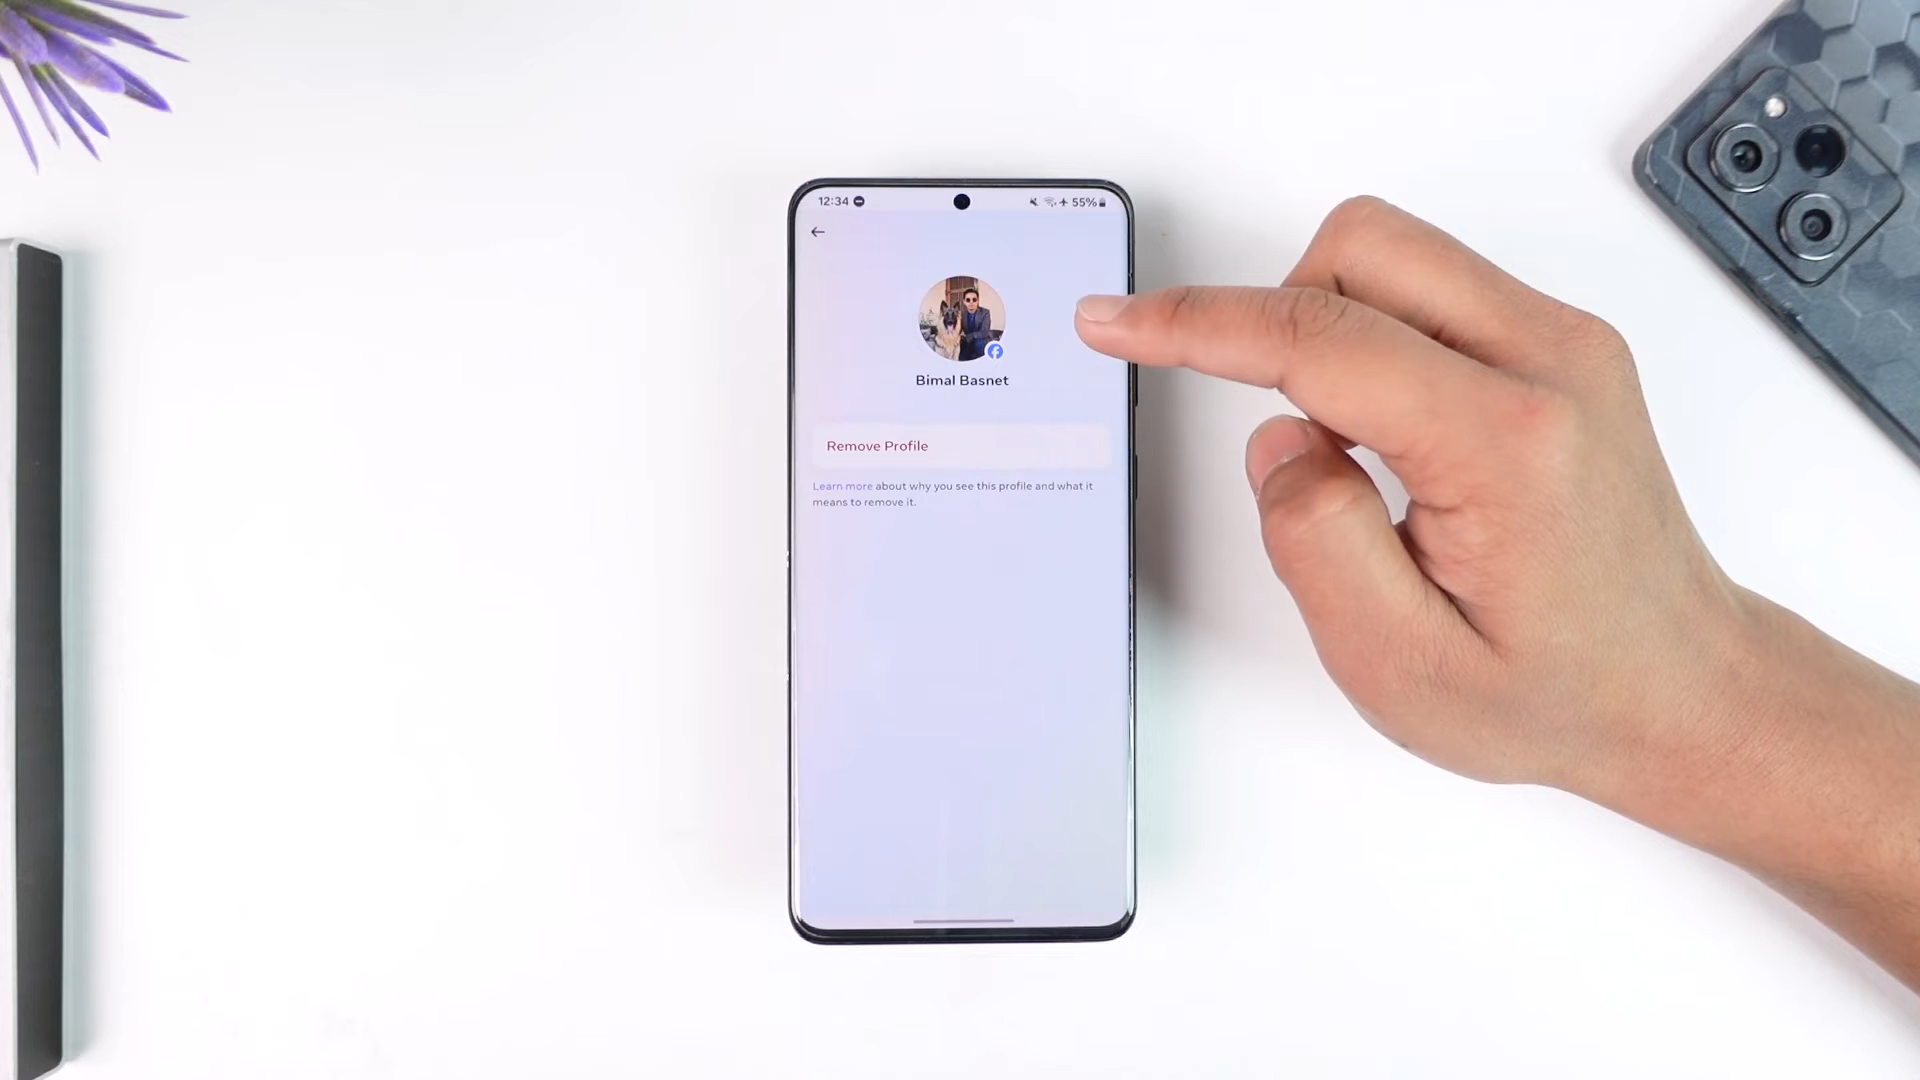 12:34
55%
Bimal Basnet
Remove Profile
Learn more about why you see this profile and what it
means to remove it.